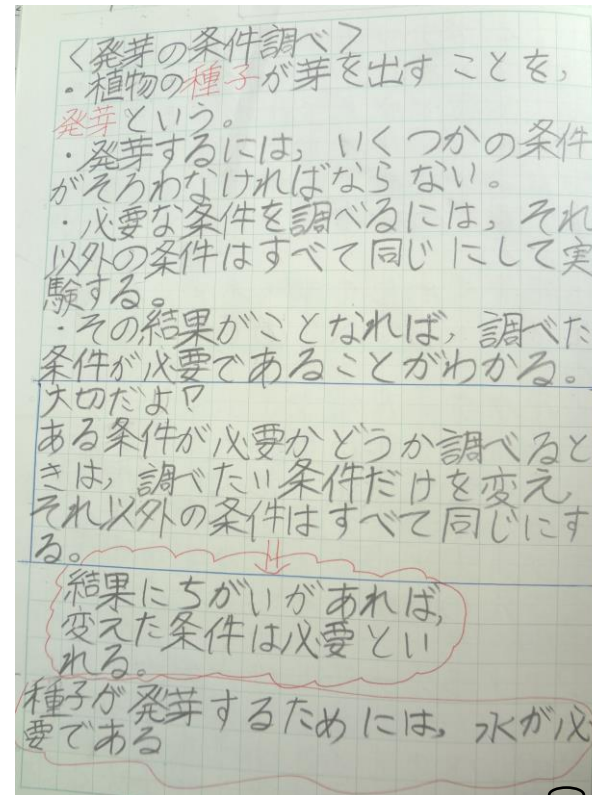 <発芽の条件調べ>
・植物の種子が芽を出すことを,
発芽という。
・発芽するには, いくつかの条件
がそろわなければならない。
・必要な条件を調べるには, それ
以外の条件はすべて同じにして実
験する。
・その結果がことなれば, 調べた
条件が必要であることがわかる。
大切だよ?
ある条件が必要かどうか調べると
きは, 調べたい条件だけを変え,
それ以外の条件はすべて同じにす
る。
結果にちがいがあれば,
変えた条件は必要とい
れる。
種子が発芽するためには, 水が必
要である